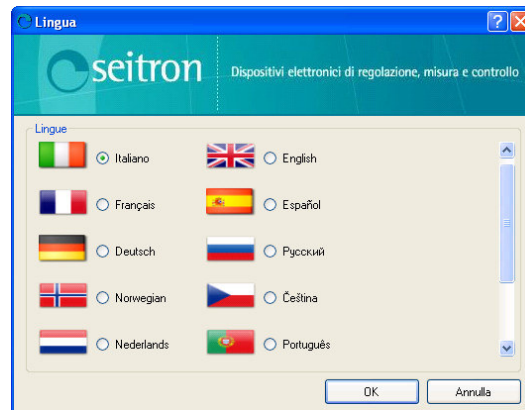 Lingua
seitron
Dispositivi elettronici di regolazione, misura e controllo
Lingue
Italiano English
Français Español
Deutsch Русский
Norwegian Čeština
Nederlands Português
OK Annulla